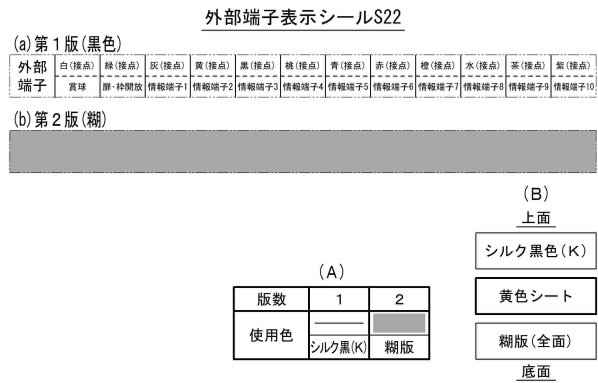 外部端子表示シールS22
(a)第1版(黒色)
外部端子 白(接点) 緑(接点) 灰(接点) 黄(接点) 黒(接点) 桃(接点) 青(接点) 赤(接点) 橙(接点) 水(接点) 茶(接点) 紫(接点)
賞球 扉・枠開放 情報端子1 情報端子2 情報端子3 情報端子4 情報端子5 情報端子6 情報端子7 情報端子8 情報端子9 情報端子10
(b)第2版(糊)
(A)
版数 1 2
使用色 シルク黒(K) 糊版
(B)
上面
シルク黒色(K)
黄色シート
糊版(全面)
底面